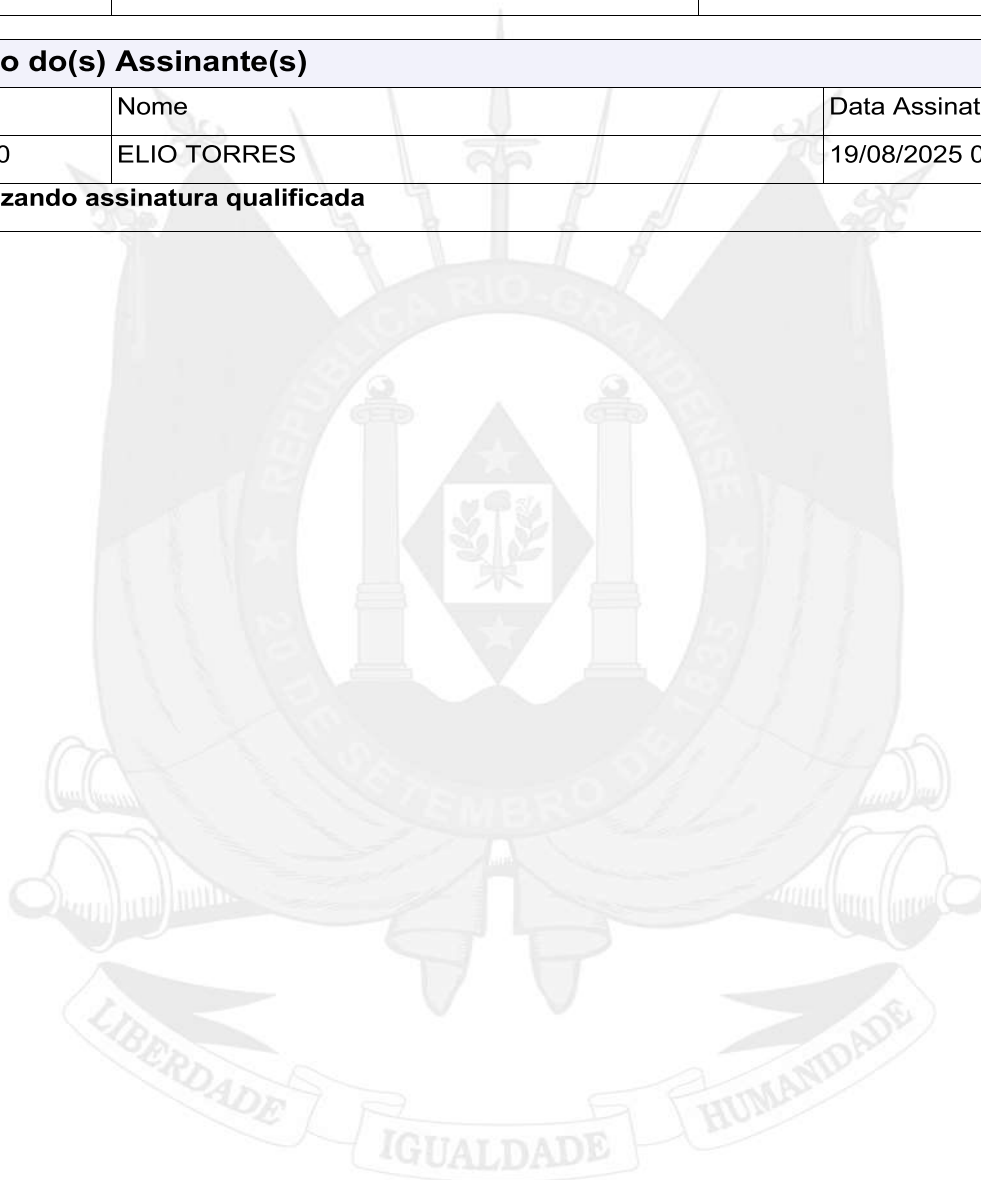 o do(s) Assinante(s)
Nome
Data Assinat
0
ELIO TORRES
19/08/2025 0
zando assinatura qualificada
REPÚBLICA RIO-GRANDENSE
20 DE SETEMBRO DE 1835
LIBERDADE
IGUALDADE
HUMANIDADE